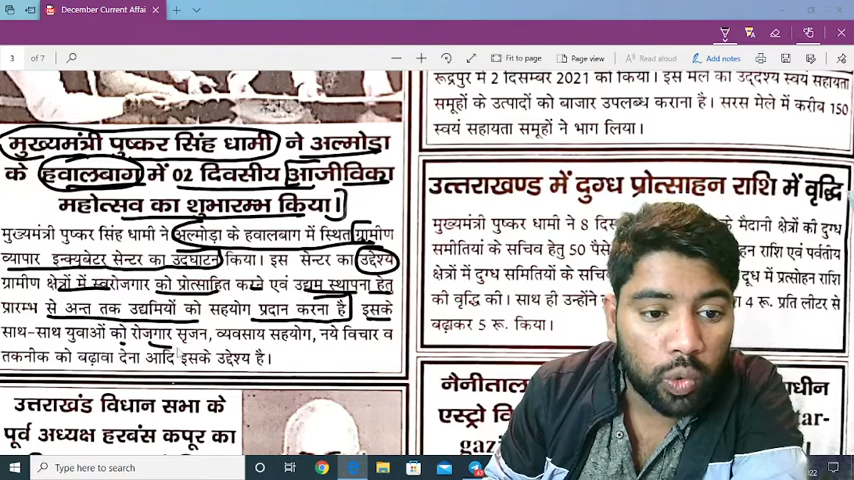 December Current Affai
3 of 7
Fit to page
Page view
Read aloud
Add notes
मुख्यमंत्री पुष्कर सिंह धामी ने अल्मोड़ा
के हवालबाग में 02 दिवसीय आजीविका
महोत्सव का शुभारम्भ किया।
मुख्यमंत्री पुष्कर सिंह धामी ने अल्मोड़ा के हवालबाग में स्थित ग्रामीण
व्यापार इन्क्यूबेटर सेन्टर का उदघाटन किया। इस सेन्टर का उद्देश्य
ग्रामीण क्षेत्रों में स्वरोजगार को प्रोत्साहित करने एवं उद्यम स्थापना हेतु
प्रारम्भ से अन्त तक उद्यमियों को सहयोग प्रदान करना है इसके
साथ-साथ युवाओं को रोजगार सृजन, व्यवसाय सहयोग, नये विचार व
तकनीक को बढ़ावा देना आदि इसके उद्देश्य है।
उत्तराखंड विधान सभा के
पूर्व अध्यक्ष हरबंस कपूर का
रूद्रपुर में 2 दिसम्बर 2021 को किया। इस मेले का उद्देश्य स्वयं सहायता
समूहों के उत्पादों को बाजार उपलब्ध कराना है। सरस मेले में करीब 150
स्वयं सहायता समूहों ने भाग लिया।
उत्तराखण्ड में दुग्ध प्रोत्साहन राशि में वृद्धि
मुख्यमंत्री पुष्कर सिंह धामी ने 8 दिस के मैदानी क्षेत्रों की दुग्ध
समीतियों के सचिव हेतु 50 पैसे हन राशि एवं पर्वतीय
क्षेत्रों में दुग्ध समितियों के सचि दूध में प्रत्सोहन राशि
की वृद्धि की। साथ ही उन्होंने 4 रू. प्रति लीटर से
बढ़ाकर 5 रू. किया।
नैनीताल धीन
एस्ट्रो वि tar-
gaz
Type here to search